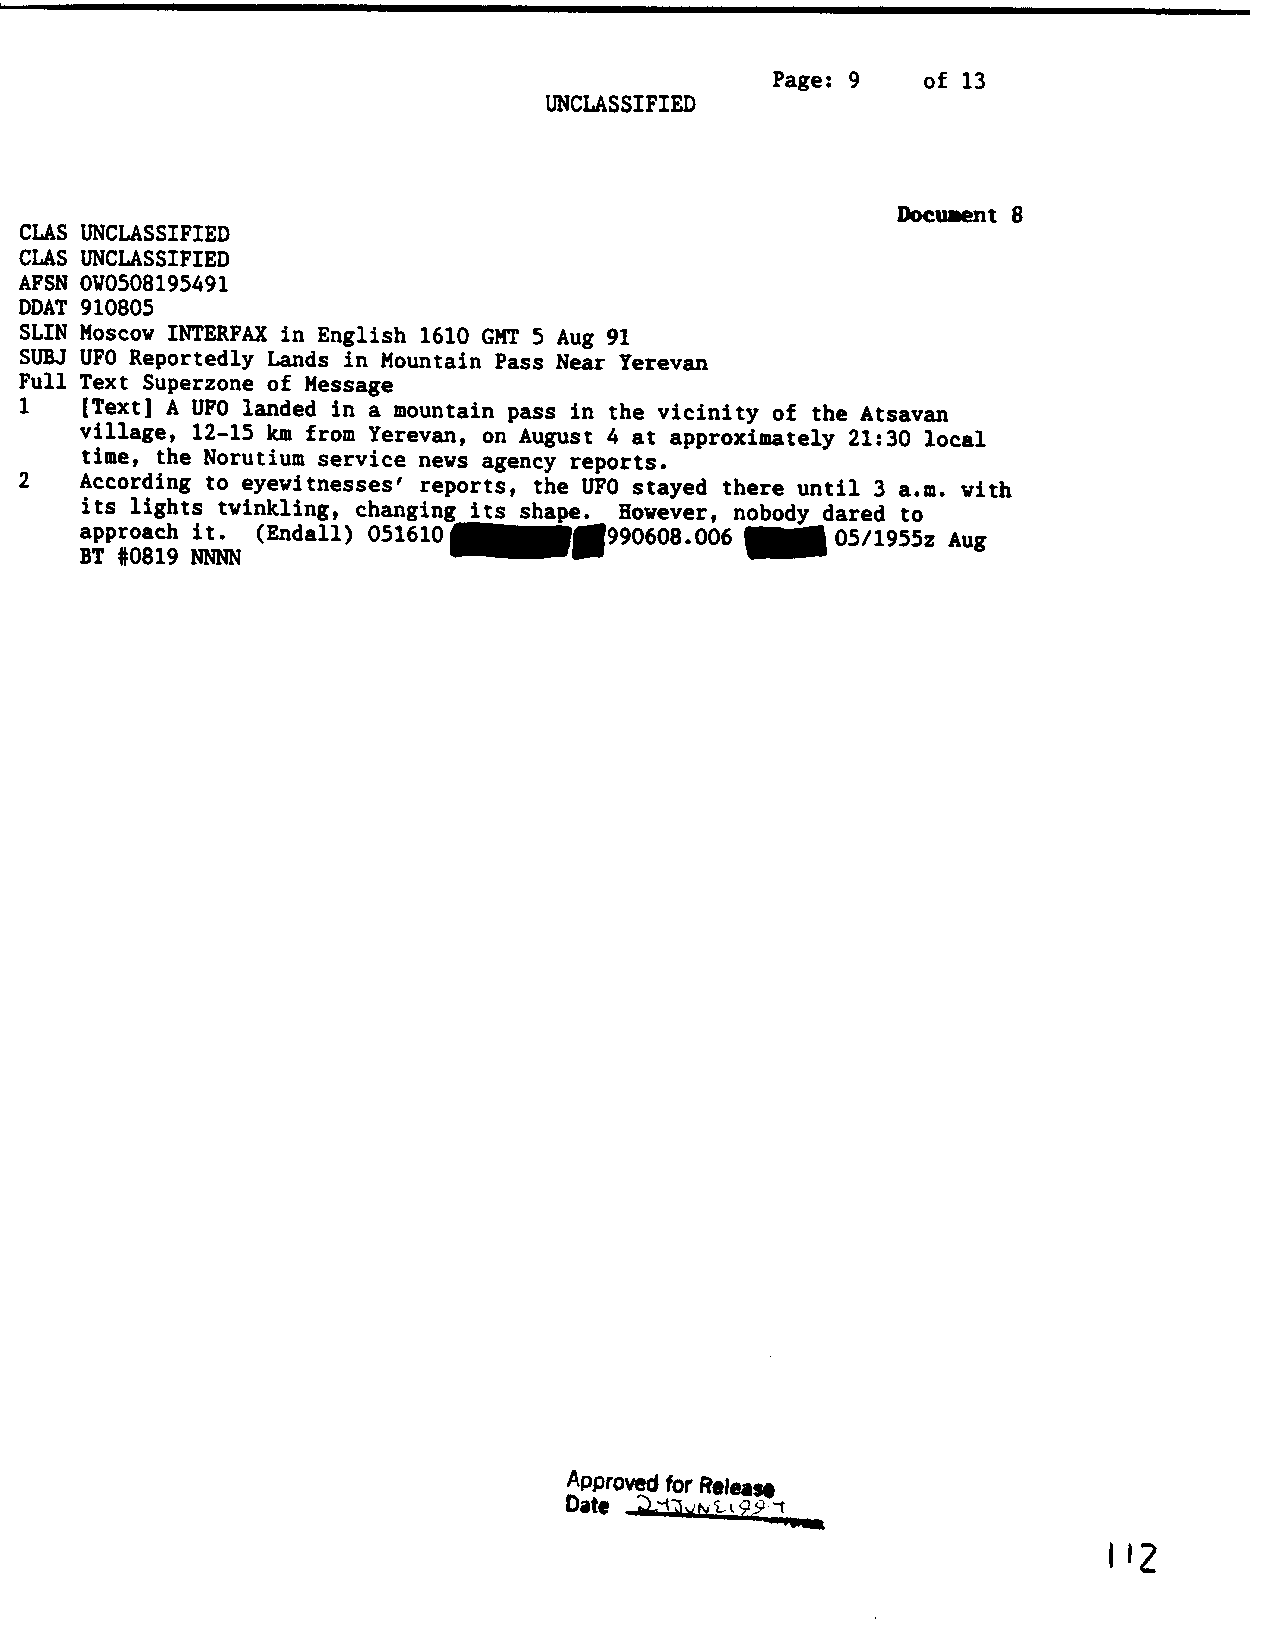 Page: 9 of 13
UNCLASSIFIED
Document 8
CLAS UNCLASSIFIED
CLAS UNCLASSIFIED
AFSN OW0508195491
DDAT 910805
SLIN Moscow INTERFAX in English 1610 GMT 5 Aug 91
SUBJ UFO Reportedly Lands in Mountain Pass Near Yerevan
Full Text Superzone of Message
1 [Text] A UFO landed in a mountain pass in the vicinity of the Atsavan
village, 12-15 km from Yerevan, on August 4 at approximately 21:30 local
time, the Norutium service news agency reports.
2 According to eyewitnesses' reports, the UFO stayed there until 3 a.m. with
its lights twinkling, changing its shape. However, nobody dared to
approach it. (Endall) 051610 990608.006 05/1955z Aug
BT #0819 NNNN
Approved for Release
Date
112